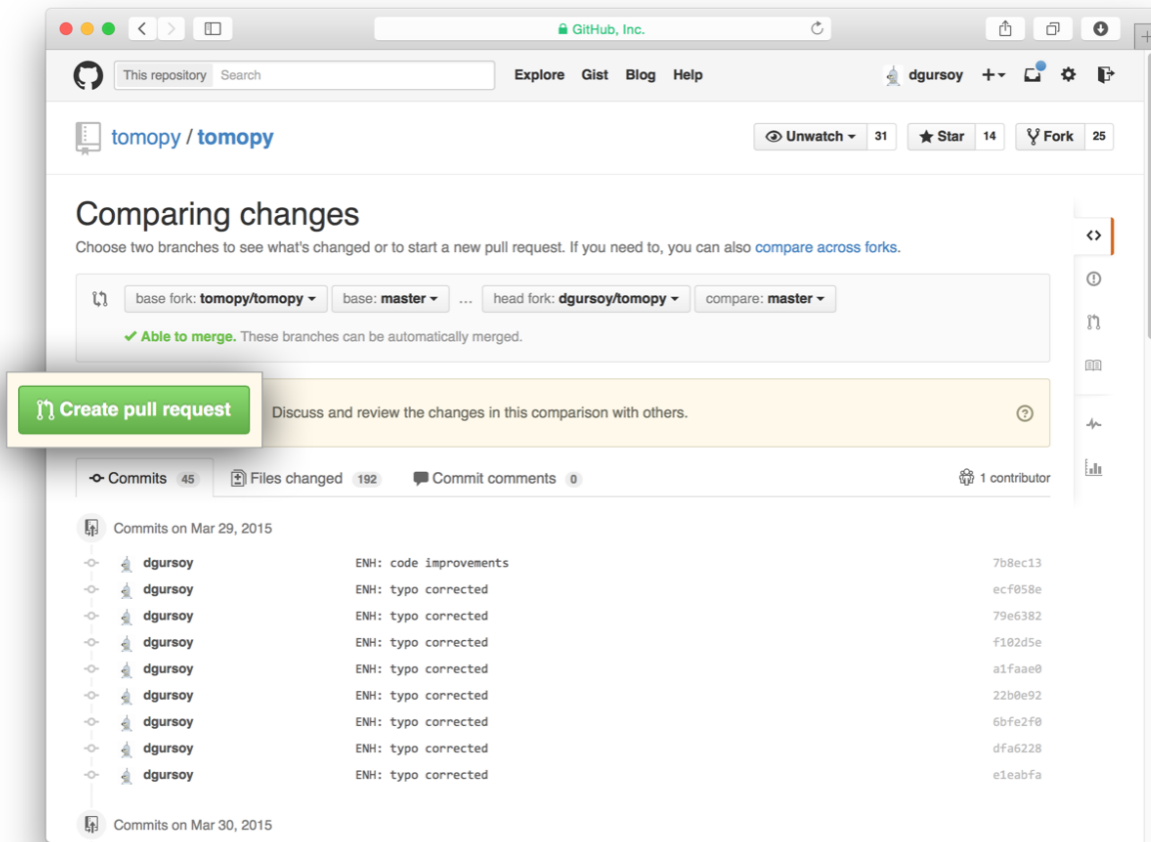 GitHub, Inc.
This repository Search Explore Gist Blog Help dgursoy
tomopy / tomopy Unwatch 31 Star 14 Fork 25
Comparing changes
Choose two branches to see what's changed or to start a new pull request. If you need to, you can also compare across forks.
base fork: tomopy/tomopy base: master ... head fork: dgursoy/tomopy compare: master
Able to merge. These branches can be automatically merged.
Create pull request Discuss and review the changes in this comparison with others.
Commits 45 Files changed 192 Commit comments 0 1 contributor
Commits on Mar 29, 2015
dgursoy ENH: code improvements 7b8ec13
dgursoy ENH: typo corrected ecf058e
dgursoy ENH: typo corrected 79e6382
dgursoy ENH: typo corrected f102d5e
dgursoy ENH: typo corrected a1faae0
dgursoy ENH: typo corrected 22b0e92
dgursoy ENH: typo corrected 6bfe2f0
dgursoy ENH: typo corrected dfa6228
dgursoy ENH: typo corrected e1eabfa
Commits on Mar 30, 2015